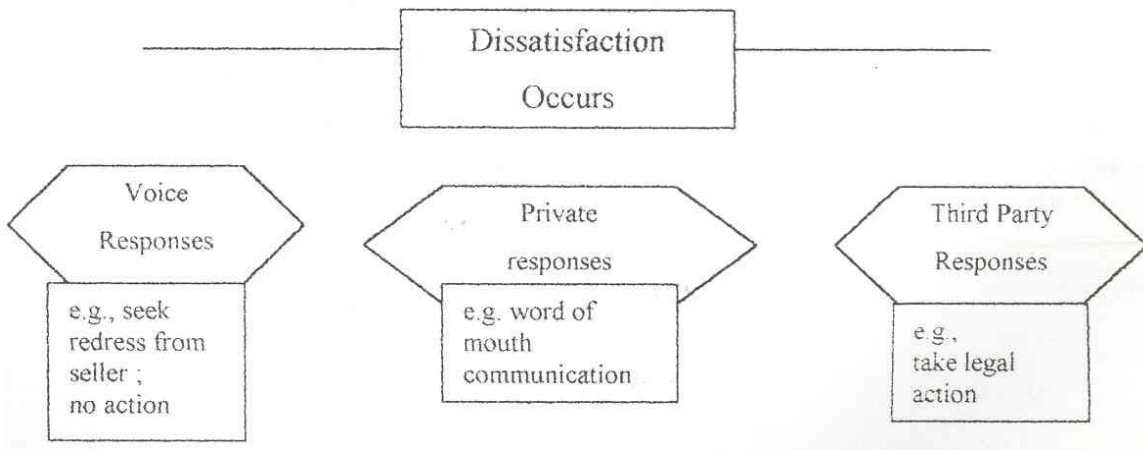 Dissatisfaction
Occurs
Voice
Responses
e.g., seek
redress from
seller ;
no action
Private
responses
e.g. word of
mouth
communication
Third Party
Responses
e.g.,
take legal
action